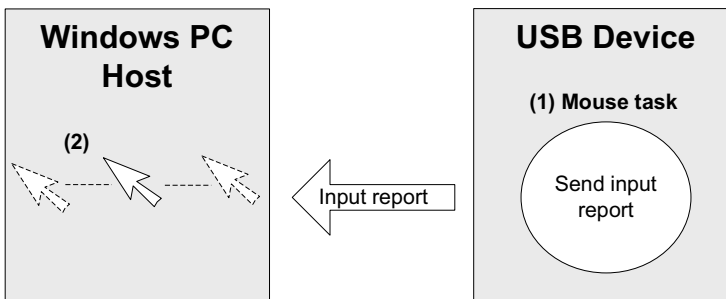 Windows PC
Host
(2)
Input report
USB Device
(1) Mouse task
Send input
report